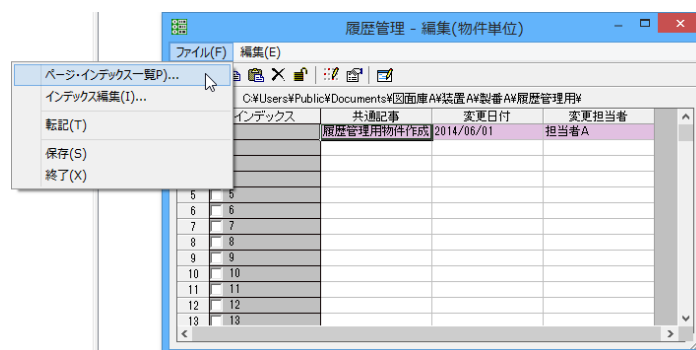 履歴管理 - 編集(物件単位)
ファイル(F) 編集(E)
ページ・インデックス一覧P)...
インデックス編集(I)...
転記(T)
保存(S)
終了(X)
C:¥Users¥Public¥Documents¥図面庫A¥装置A¥製番A¥履歴管理用¥
インデックス 共通記事 変更日付 変更担当者
履歴管理用物件作成 2014/06/01 担当者A
5 5
6 6
7 7
8 8
9 9
10 10
11 11
12 12
13 13